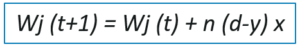 Wj (t+1) = Wj (t) + n (d-y) x